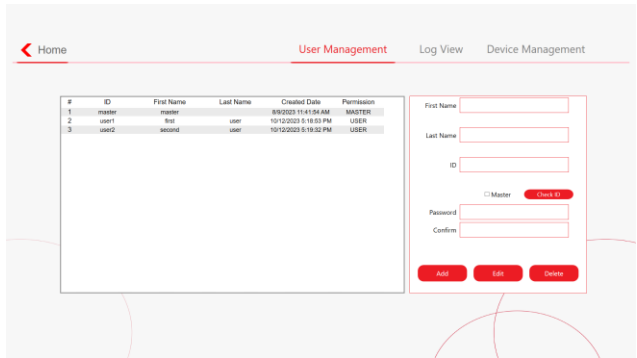 Home User Management Log View Device Management
# ID First Name Last Name Created Date Permission
1 master master 8/9/2023 11:41:54 AM MASTER
2 user1 first user 10/12/2023 5:18:53 PM USER
3 user2 second user 10/12/2023 5:19:32 PM USER
First Name
Last Name
ID
Master Check ID
Password
Confirm
Add Edit Delete